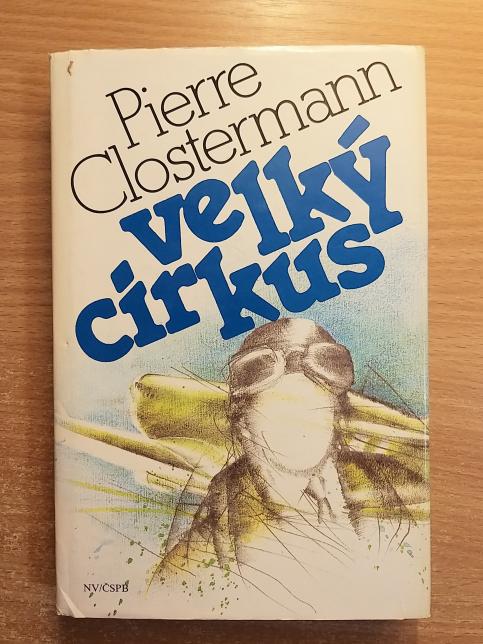 Pierre
Clostermann
velký
cirkus
NV/ČSPB